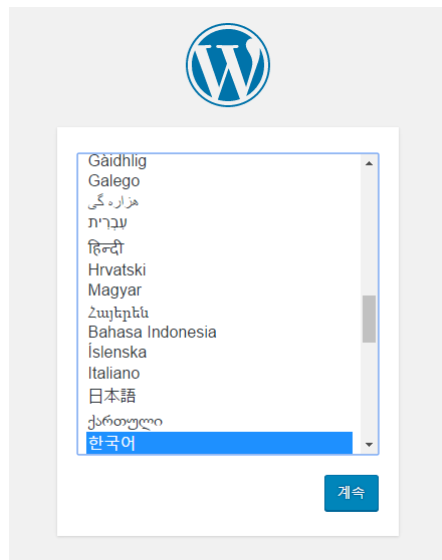 Gàidhlig
Galego
هزاره گی
עִבְרִית
हिन्दी
Hrvatski
Magyar
Հայերեն
Bahasa Indonesia
Íslenska
Italiano
日本語
ქართული
한국어
계속